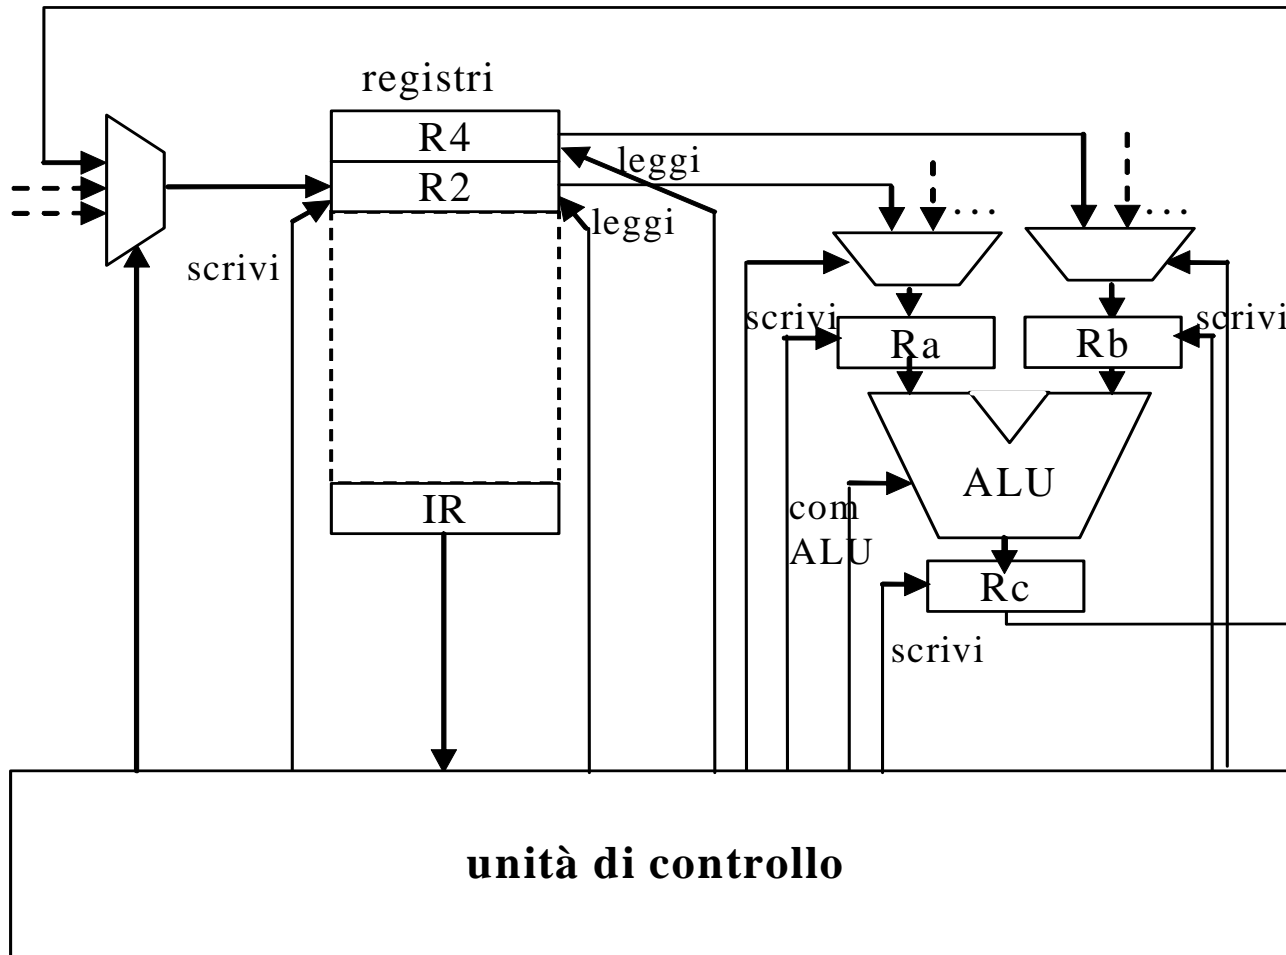 registri
R4
leggi
R2
leggi
...
...
scrivi
scrivi
scrivi
Ra
Rb
ALU
IR
com
ALU
Rc
scrivi
unità di controllo